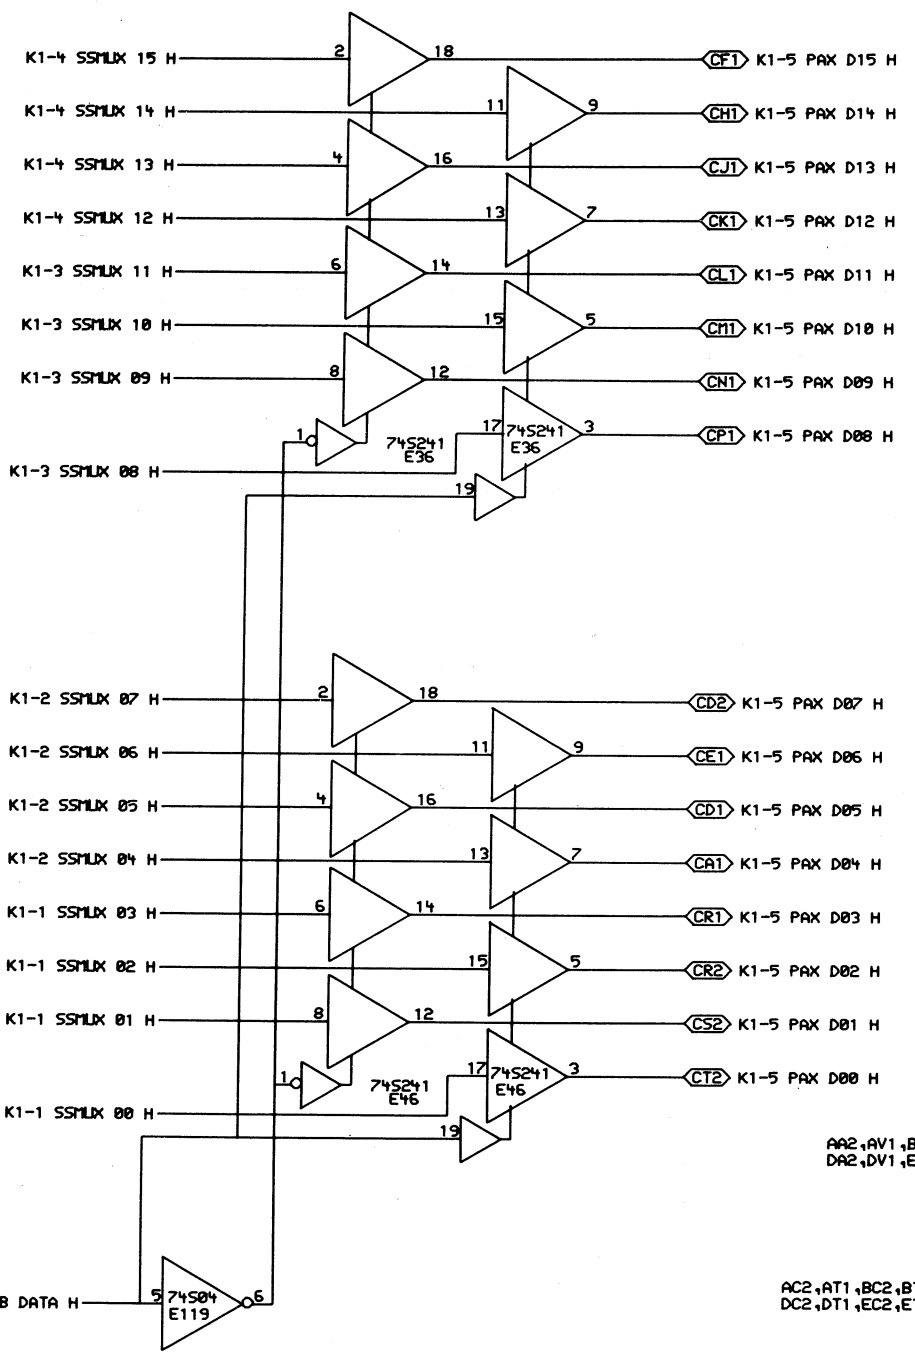 K1-4 SSMUX 15 H 2 18 CF1 K1-5 PAX D15 H
K1-4 SSMUX 14 H 11 9 CH1 K1-5 PAX D14 H
K1-4 SSMUX 13 H 4 16 CJ1 K1-5 PAX D13 H
K1-4 SSMUX 12 H 13 7 CK1 K1-5 PAX D12 H
K1-3 SSMUX 11 H 6 14 CL1 K1-5 PAX D11 H
K1-3 SSMUX 10 H 15 5 CM1 K1-5 PAX D10 H
K1-3 SSMUX 09 H 8 12 CN1 K1-5 PAX D09 H
1 74S241 17 74S241 3 CP1 K1-5 PAX D08 H
E36 E36
K1-3 SSMUX 08 H
19
K1-2 SSMUX 07 H 2 18 CD2 K1-5 PAX D07 H
K1-2 SSMUX 06 H 11 9 CE1 K1-5 PAX D06 H
K1-2 SSMUX 05 H 4 16 CD1 K1-5 PAX D05 H
K1-2 SSMUX 04 H 13 7 CA1 K1-5 PAX D04 H
K1-1 SSMUX 03 H 6 14 CR1 K1-5 PAX D03 H
K1-1 SSMUX 02 H 15 5 CR2 K1-5 PAX D02 H
K1-1 SSMUX 01 H 8 12 CS2 K1-5 PAX D01 H
1 74S241 17 74S241 3 CT2 K1-5 PAX D00 H
E46 E46
K1-1 SSMUX 00 H
19
AA2,AV1,B
DA2,DV1,E
B DATA H 5 74S04 6
E119
AC2,AT1,BC2,B
DC2,DT1,EC2,E